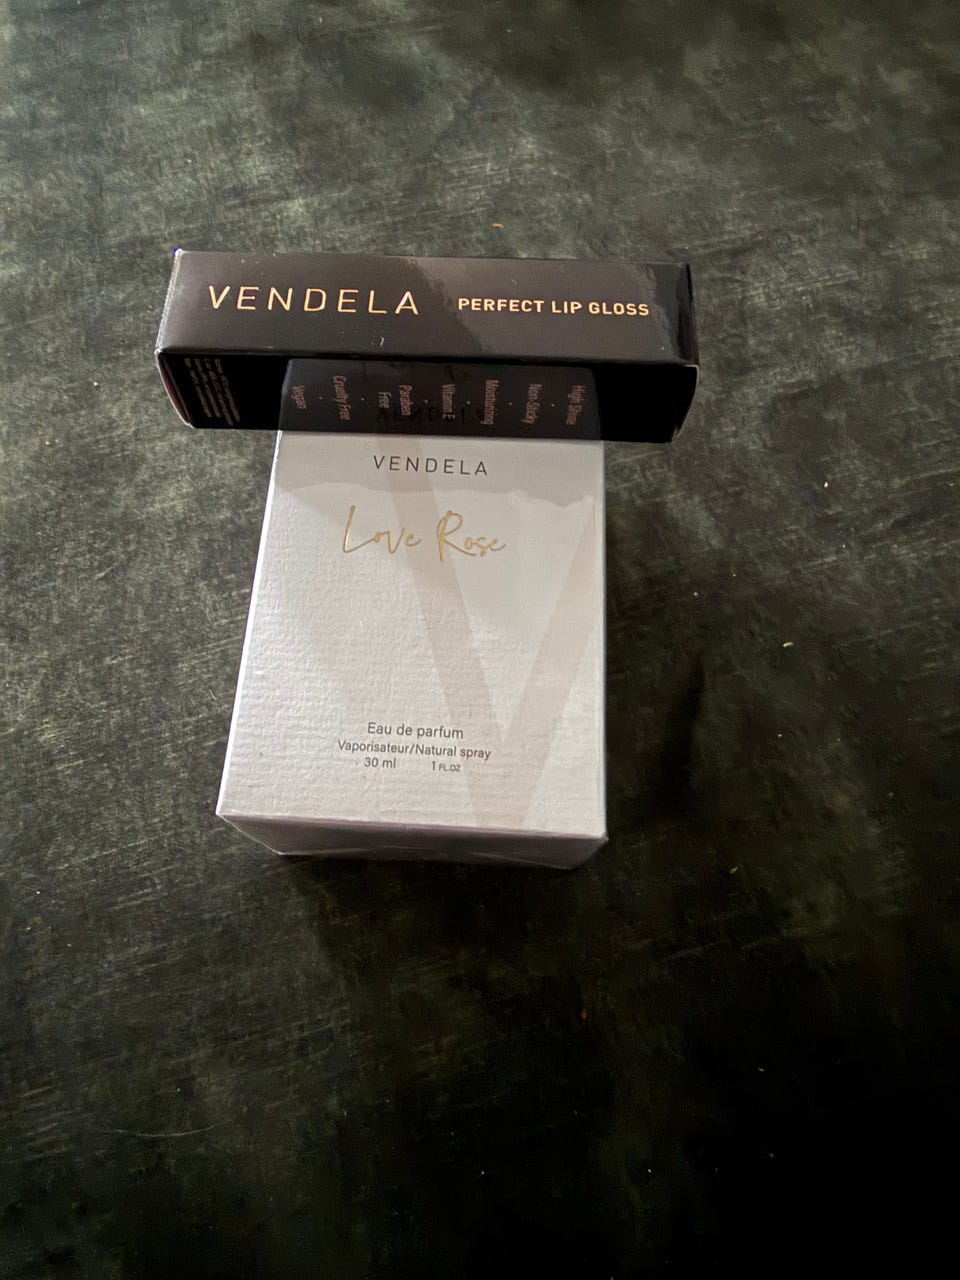 VENDELA PERFECT LIP GLOSS
High Shine
Non-Sticky
Moisturizing
Vitamin E
Paraben Free
Cruelty Free
Vegan
VENDELA
Love Rose
Eau de parfum
Vaporisateur/Natural spray
30 ml 1 FL.OZ